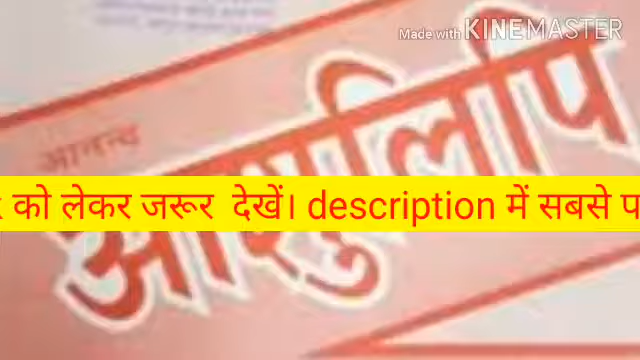 Made with KINEMASTER
आनन्द
आशुलिपि
को लेकर जरूर देखें। description में सबसे